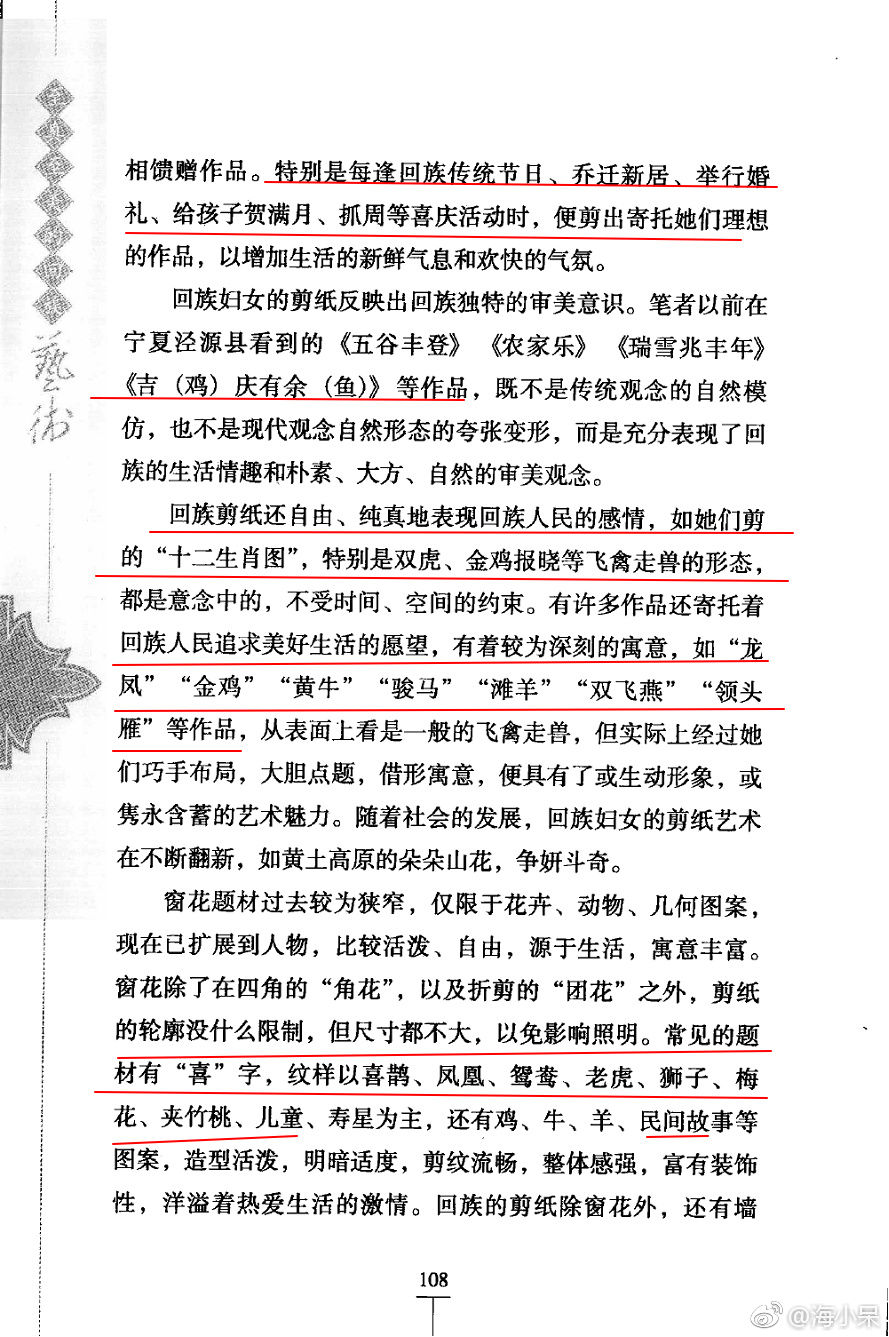 艺术
相馈赠作品。特别是每逢回族传统节日、乔迁新居、举行婚
礼、给孩子贺满月、抓周等喜庆活动时，便剪出寄托她们理想
的作品，以增加生活的新鲜气息和欢快的气氛。
回族妇女的剪纸反映出回族独特的审美意识。笔者以前在
宁夏泾源县看到的《五谷丰登》《农家乐》《瑞雪兆丰年》
《吉（鸡）庆有余（鱼）》等作品，既不是传统观念的自然模
仿，也不是现代观念自然形态的夸张变形，而是充分表现了回
族的生活情趣和朴素、大方、自然的审美观念。
回族剪纸还自由、纯真地表现回族人民的感情，如她们剪
的“十二生肖图”，特别是双虎、金鸡报晓等飞禽走兽的形态，
都是意念中的，不受时间、空间的约束。有许多作品还寄托着
回族人民追求美好生活的愿望，有着较为深刻的寓意，如“龙
凤”“金鸡”“黄牛”“骏马”“滩羊”“双飞燕”“领头
雁”等作品，从表面上看是一般的飞禽走兽，但实际上经过她
们巧手布局，大胆点题，借形寓意，便具有了或生动形象，或
隽永含蓄的艺术魅力。随着社会的发展，回族妇女的剪纸艺术
在不断翻新，如黄土高原的朵朵山花，争妍斗奇。
窗花题材过去较为狭窄，仅限于花卉、动物、几何图案，
现在已扩展到人物，比较活泼、自由，源于生活，寓意丰富。
窗花除了在四角的“角花”，以及折剪的“团花”之外，剪纸
的轮廓没什么限制，但尺寸都不大，以免影响照明。常见的题
材有“喜”字，纹样以喜鹊、凤凰、鸳鸯、老虎、狮子、梅
花、夹竹桃、儿童、寿星为主，还有鸡、牛、羊、民间故事等
图案，造型活泼，明暗适度，剪纹流畅，整体感强，富有装饰
性，洋溢着热爱生活的激情。回族的剪纸除窗花外，还有墙
108
@海小呆